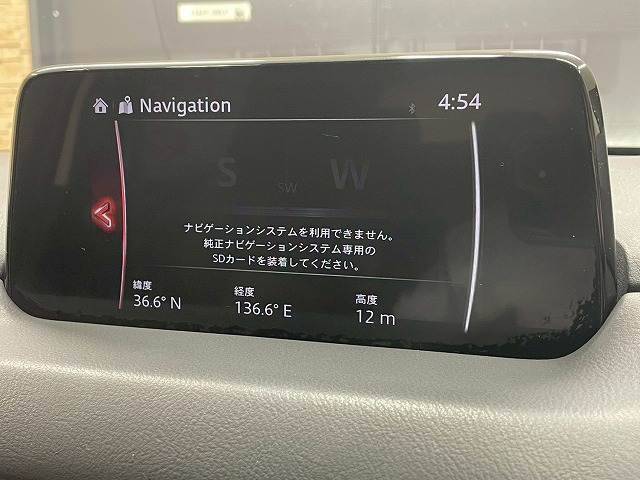 Navigation
4:54
S SW W
ナビゲーションシステムを利用できません。
純正ナビゲーションシステム専用の
SDカードを装着してください。
緯度 経度 高度
36.6° N 136.6° E 12 m